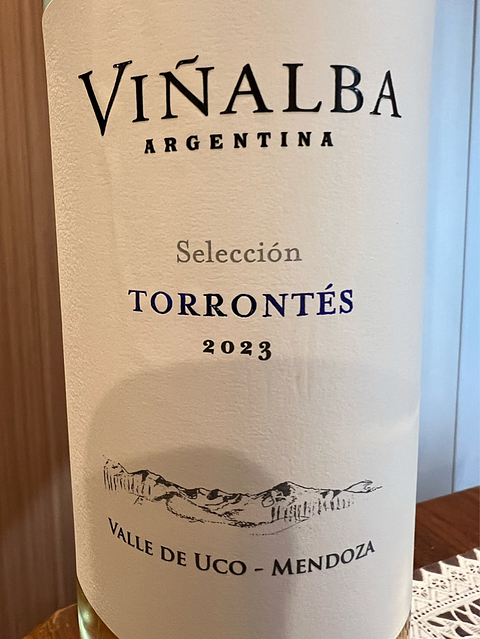 VIÑALBA
ARGENTINA
Selección
TORRONTÉS
2023
VALLE DE UCO - MENDOZA